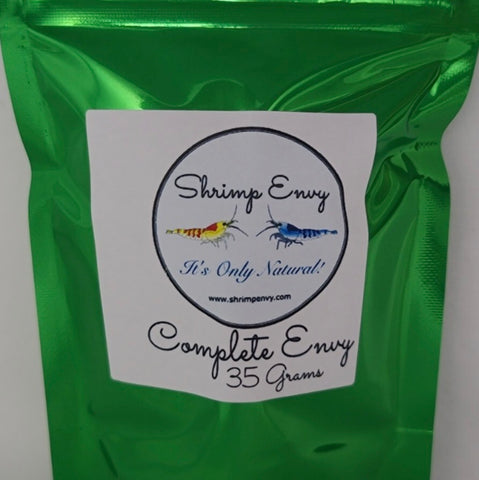 Shrimp Envy
It's Only Natural!
www.shrimpenvy.com
Complete Envy
35 Grams